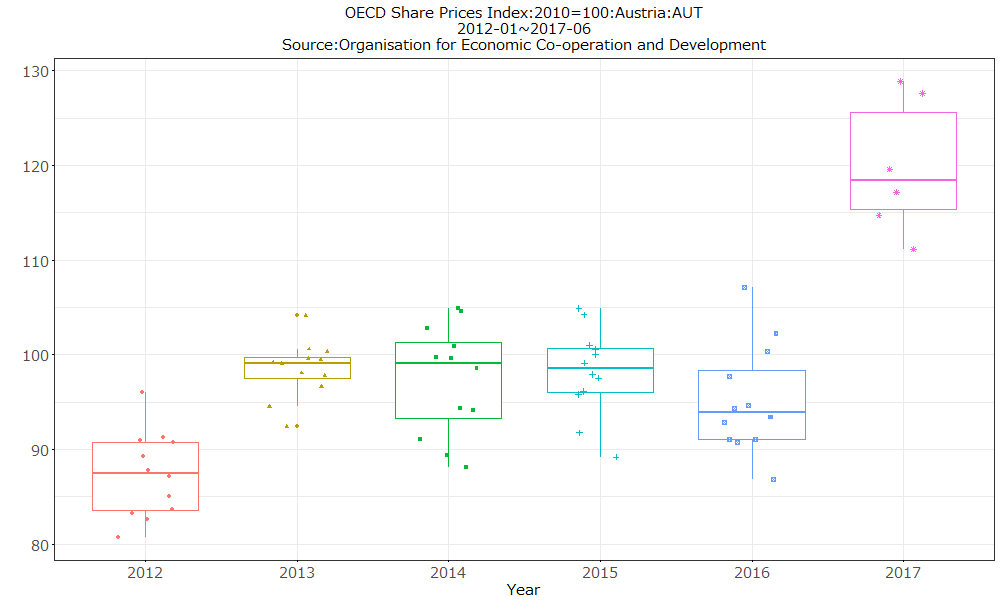 OECD Share Prices Index:2010=100:Austria:AUT
2012-01~2017-06
Source:Organisation for Economic Co-operation and Development
130
120
110
100
90
80
2012 2013 2014 2015 2016 2017
Year